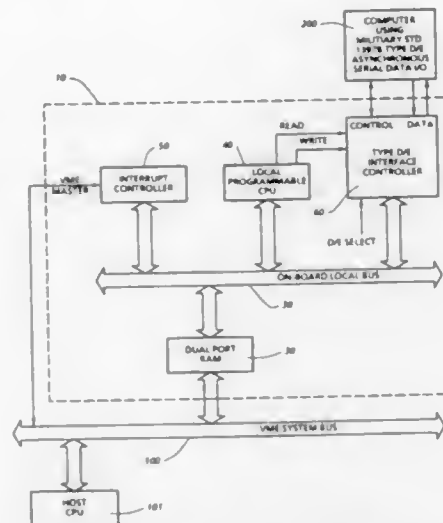 200
COMPUTER
USING
MILITIARY STD
1397B TYPE D/E
ASYNCHRONOUS
SERIAL DATA I/O
10
CONTROL DATA
READ
WRITE
50
40
VME
MASTER
INTERRUPT
CONTROLLER
LOCAL
PROGRAMMABLE
CPU
TYPE D/E
INTERFACE
CONTROLLER
60
D/E SELECT
ON-BOARD LOCAL BUS
DUAL PORT
RAM
30
VME SYSTEM BUS
100
HOST
CPU
101